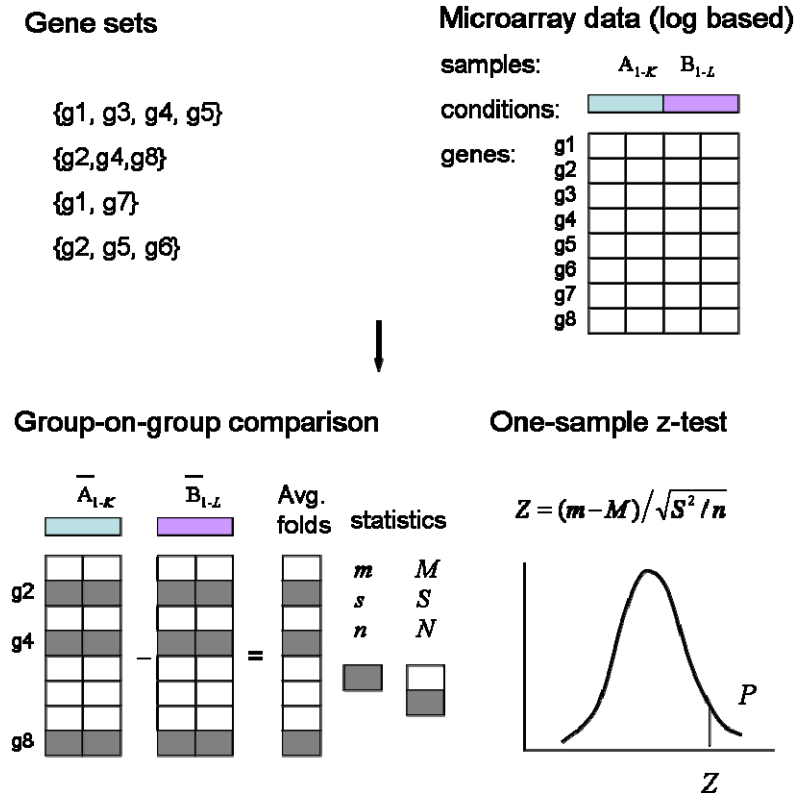 Gene sets
{g1, g3, g4, g5}
{g2,g4,g8}
{g1, g7}
{g2, g5, g6}
Microarray data (log based)
samples: A1-K B1-L
conditions:
genes:
g1
g2
g3
g4
g5
g6
g7
g8
Group-on-group comparison
A̅1-K B̅1-L Avg. folds statistics
m M
s S
n N
g2
g4
g8
− =
One-sample z-test
Z = (m−M)/√S² / n
P
Z